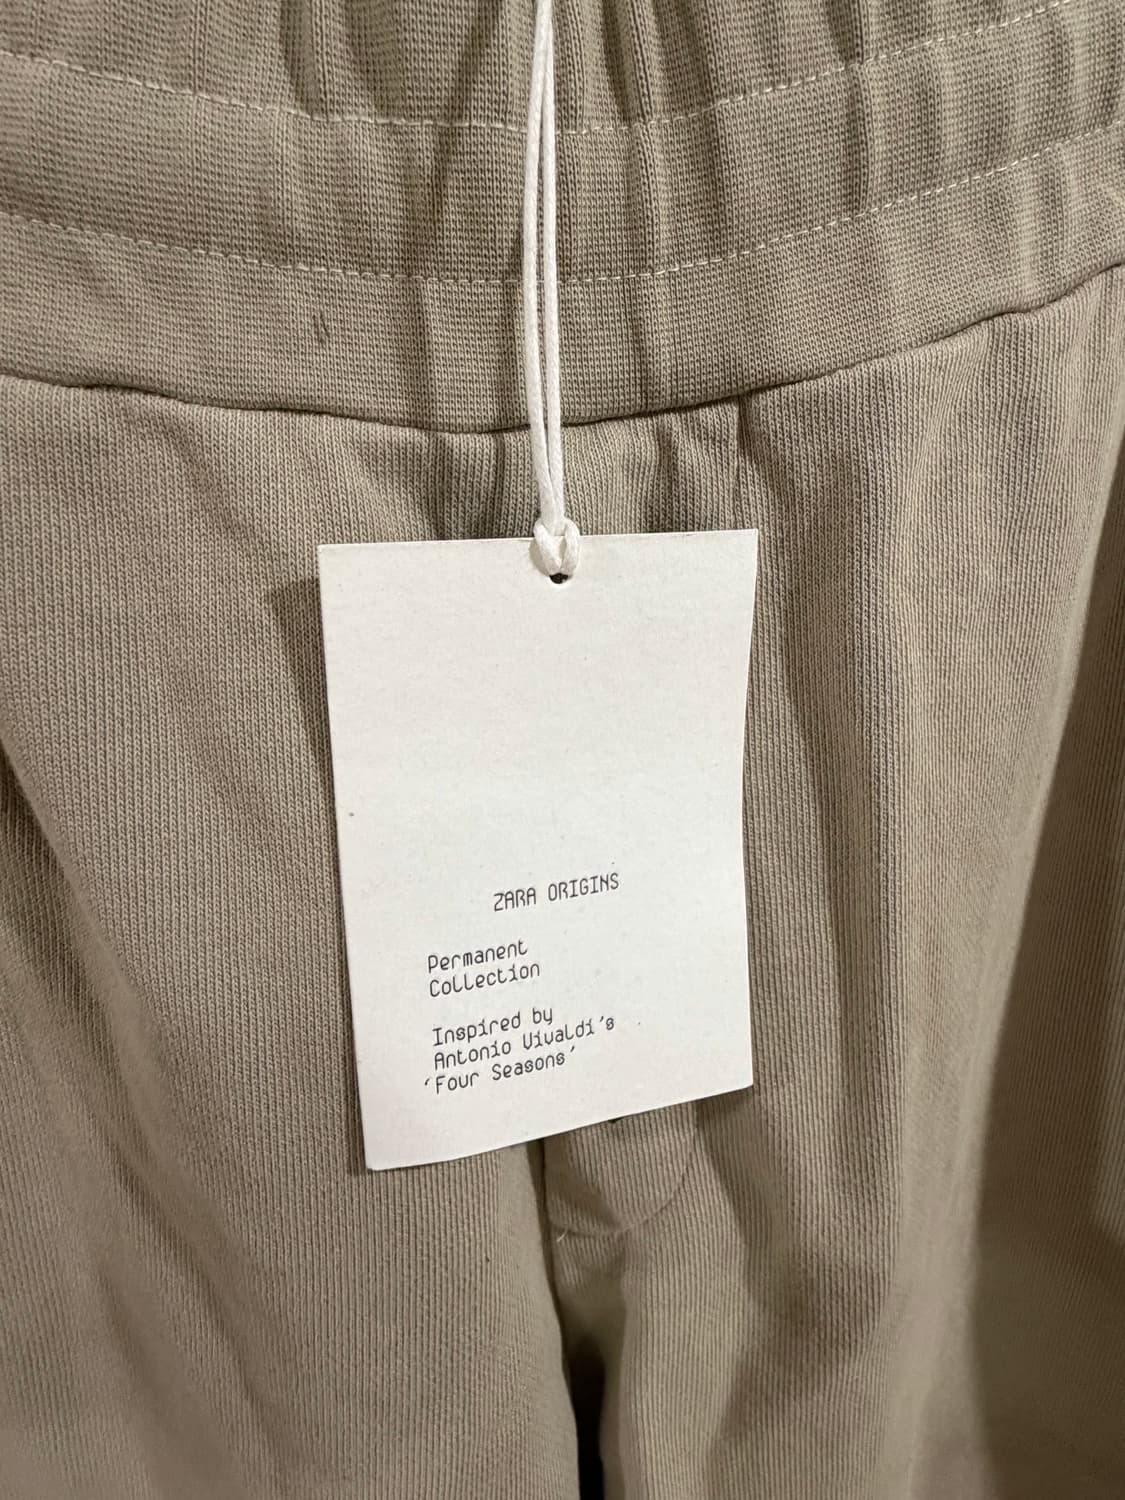 ZARA ORIGINS
Permanent
Collection
Inspired by
Antonio Vivaldi's
'Four Seasons'